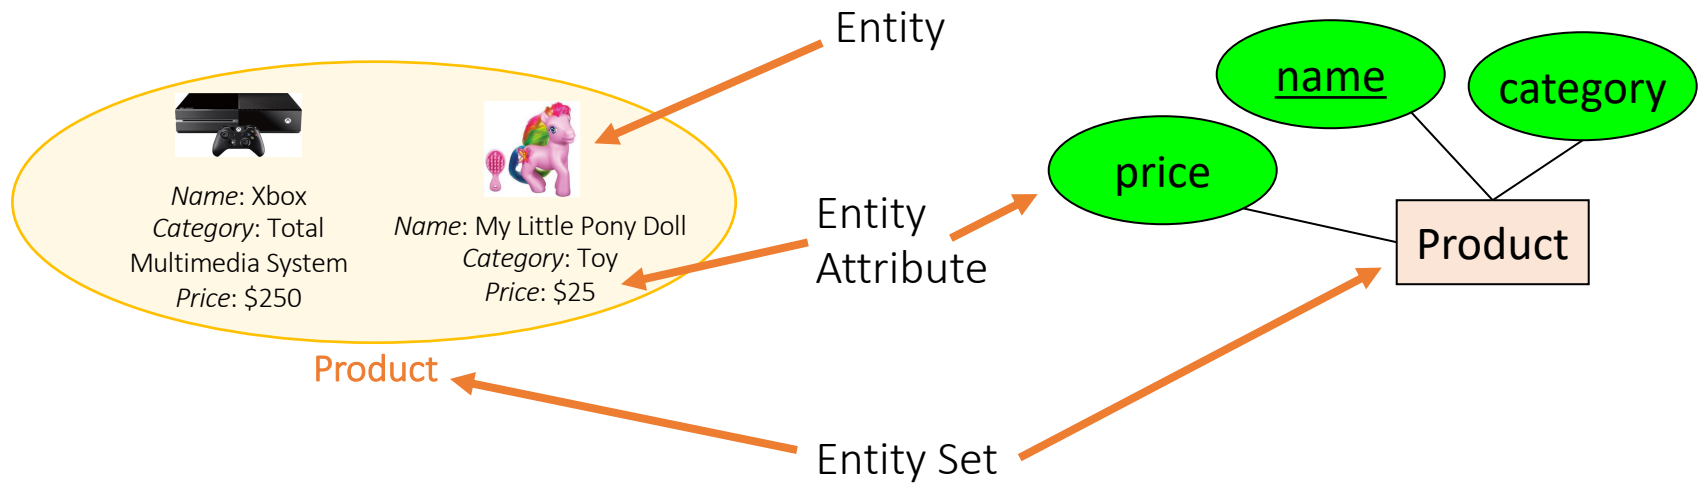 Entity
name
category
price
Name: Xbox
Category: Total
Multimedia System
Price: $250
Name: My Little Pony Doll
Category: Toy
Price: $25
Entity
Attribute
Product
Product
Entity Set